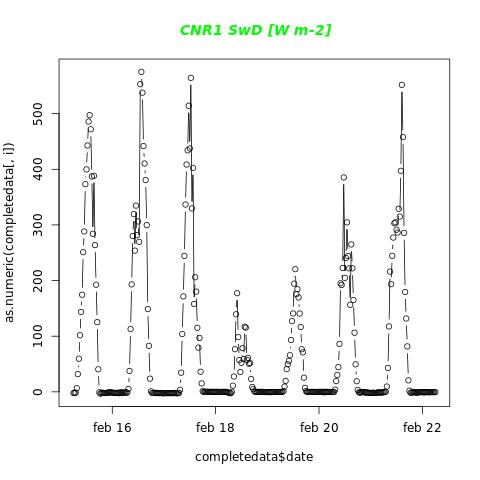 CNR1 SwD [W m-2]
as.numeric(completedata[, i])
500
400
300
200
100
0
feb 16 feb 18 feb 20 feb 22
completedata$date